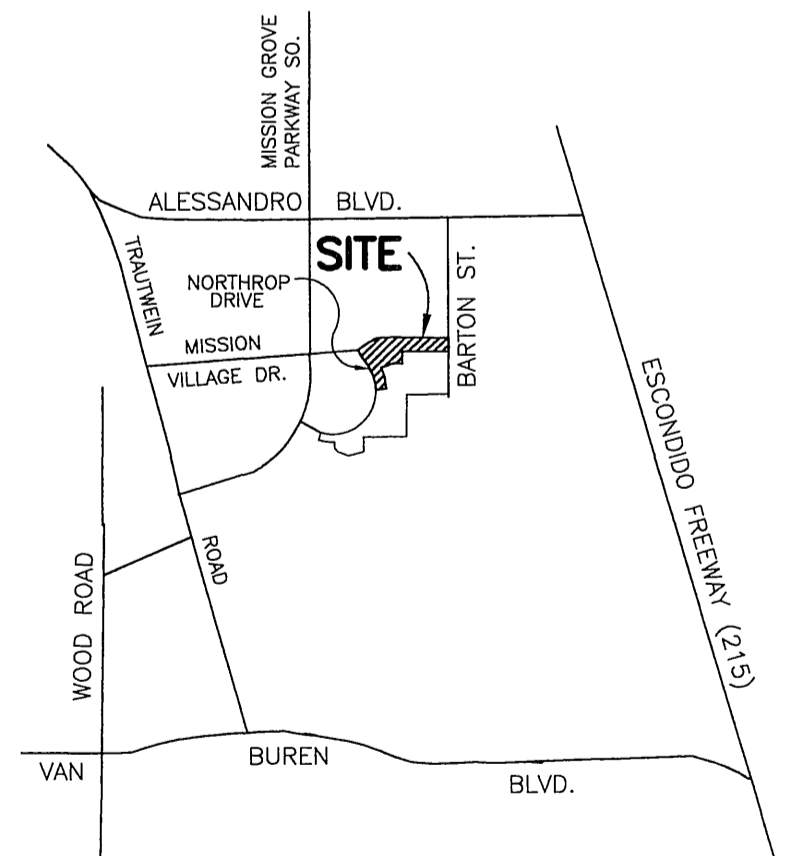 MISSION GROVE
PARKWAY SO.
ALESSANDRO BLVD.
SITE
TRAUTWEIN
NORTHROP
DRIVE
BARTON ST.
MISSION
VILLAGE DR.
ESCONDIDO FREEWAY (215)
ROAD
WOOD ROAD
VAN
BUREN
BLVD.